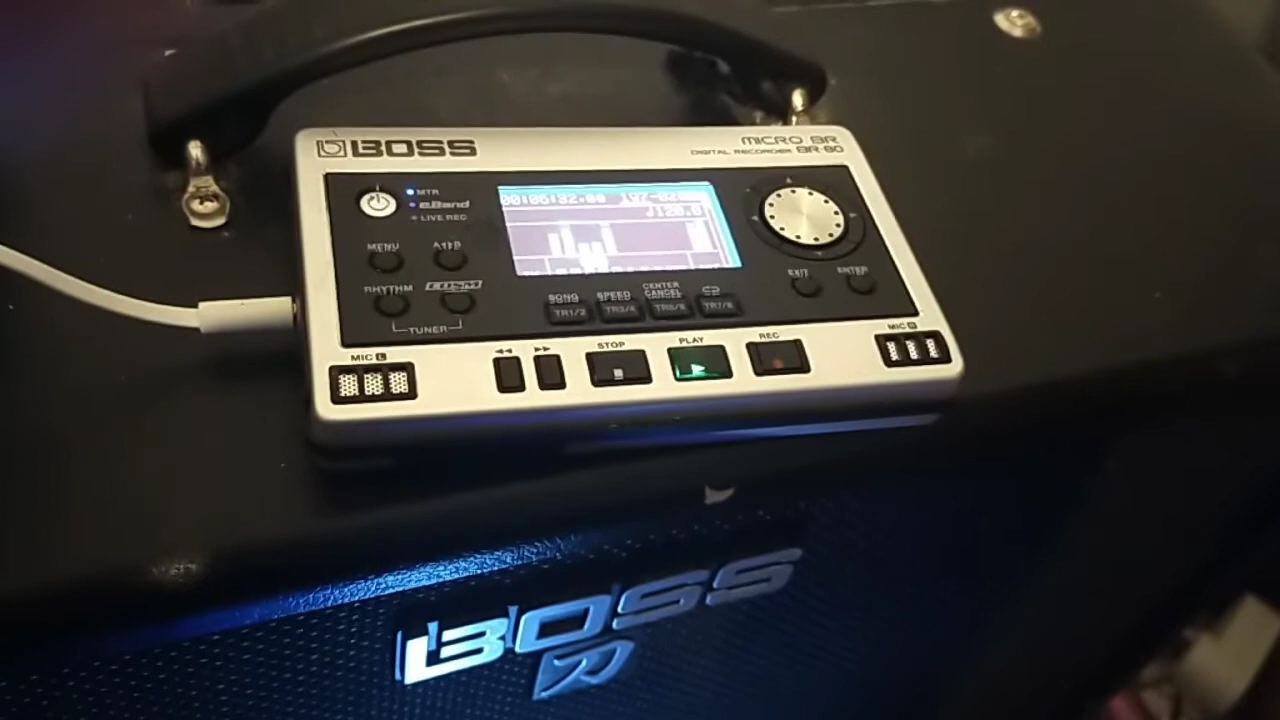 BOSS
MICRO BR
DIGITAL RECORDER BR-80
MTR
eBand
LIVE REC
MENU
RHYTHM
COSM
TUNER
SONG
SPEED
CENTER
CANCEL
TR1/2
TR3/4
TR5/6
TR7/8
EXIT
ENTER
MIC L
STOP
PLAY
REC
MIC R
BOSS